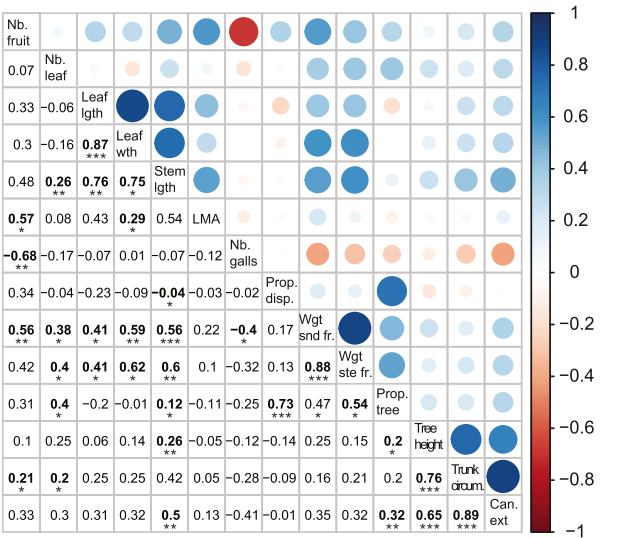 Nb.
fruit
0.07 Nb.
leaf
0.33 −0.06 Leaf
lgth
0.3 −0.16 0.87 Leaf
wth
***
0.48 0.26 0.76 0.75 Stem
lgth
** ** *
0.57 0.08 0.43 0.29 0.54 LMA
* *
−0.68 −0.17 −0.07 0.01 −0.07 −0.12 Nb.
galls
**
0.34 −0.04 −0.23 −0.09 −0.04 −0.03 −0.02 Prop.
disp.
*
0.56 0.38 0.41 0.59 0.56 0.22 −0.4 0.17 Wgt
snd fr.
** * * ** *** *
0.42 0.4 0.41 0.62 0.6 0.1 −0.32 0.13 0.88 Wgt
ste fr.
* * * ** ***
0.31 0.4 −0.2 −0.01 0.12 −0.11 −0.25 0.73 0.47 0.54 Prop.
tree
* * *** * *
0.1 0.25 0.06 0.14 0.26 −0.05 −0.12 −0.14 0.25 0.15 0.2 Tree
height
** *
0.21 0.2 0.25 0.25 0.42 0.05 −0.28 −0.09 0.16 0.21 0.2 0.76 Trunk
circum.
* * ***
0.33 0.3 0.31 0.32 0.5 0.13 −0.41 −0.01 0.35 0.32 0.32 0.65 0.89 Can.
ext
** ** *** ***
1
0.8
0.6
0.4
0.2
0
−0.2
−0.4
−0.6
−0.8
−1